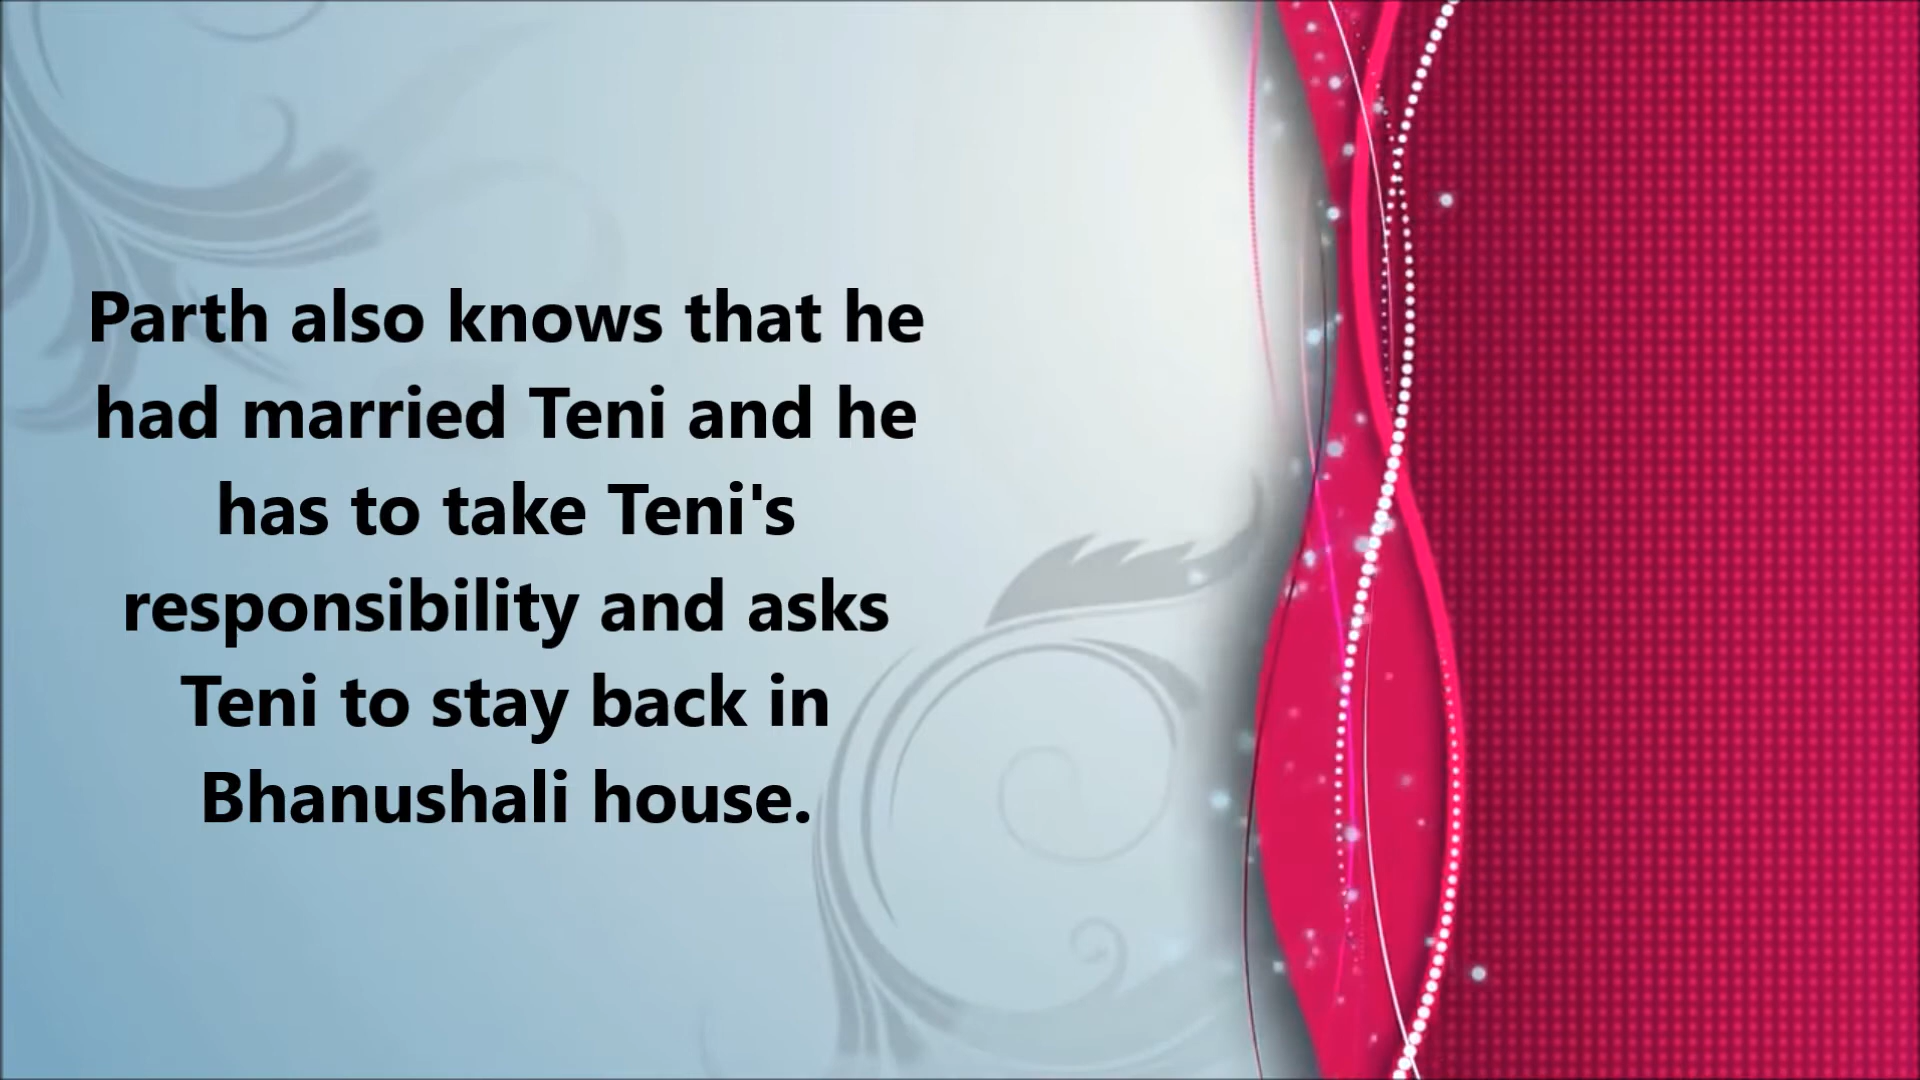 Parth also knows that he
had married Teni and he
has to take Teni's
responsibility and asks
Teni to stay back in
Bhanushali house.